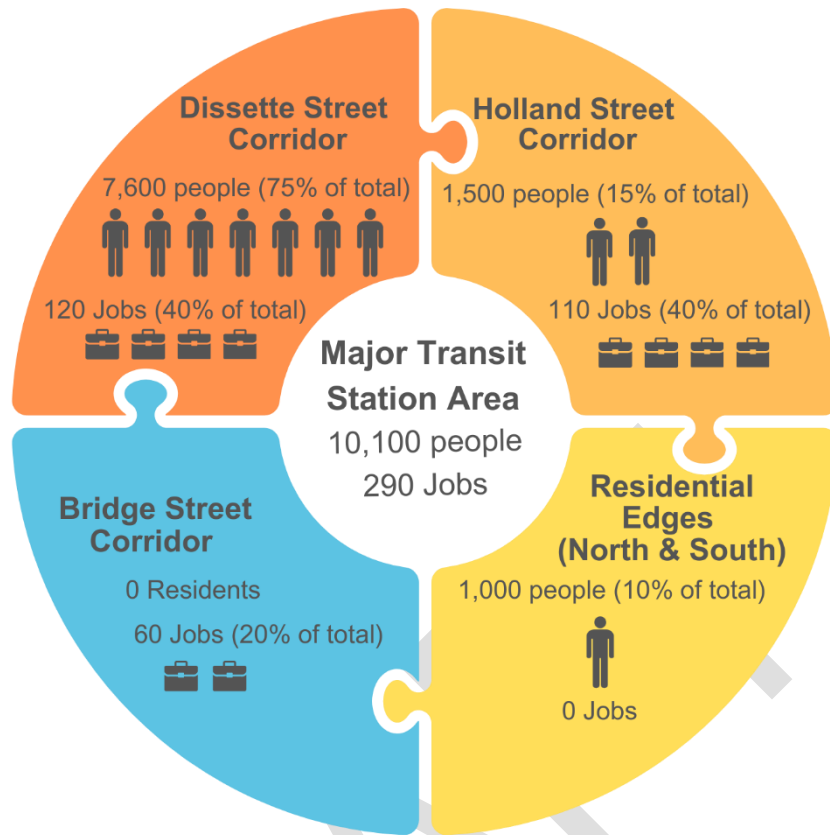 Dissette Street
Corridor
7,600 people (75% of total)
120 Jobs (40% of total)
Holland Street
Corridor
1,500 people (15% of total)
110 Jobs (40% of total)
Major Transit
Station Area
10,100 people
290 Jobs
Bridge Street
Corridor
0 Residents
60 Jobs (20% of total)
Residential
Edges
(North & South)
1,000 people (10% of total)
0 Jobs